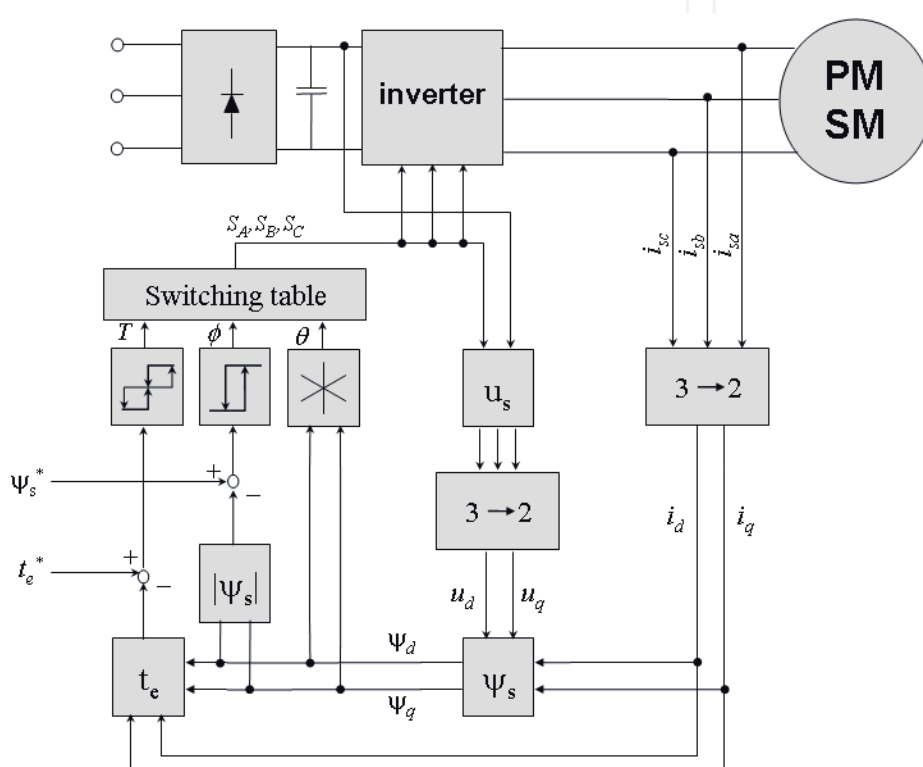 inverter
PM
SM
S_A, S_B, S_C
i_sc
i_sb
i_sa
Switching table
T
ϕ
θ
u_s
3 → 2
+
−
Ψ_s*
3 → 2
i_d
i_q
+
−
t_e*
|Ψ_s|
u_d
u_q
Ψ_d
t_e
Ψ_s
Ψ_q